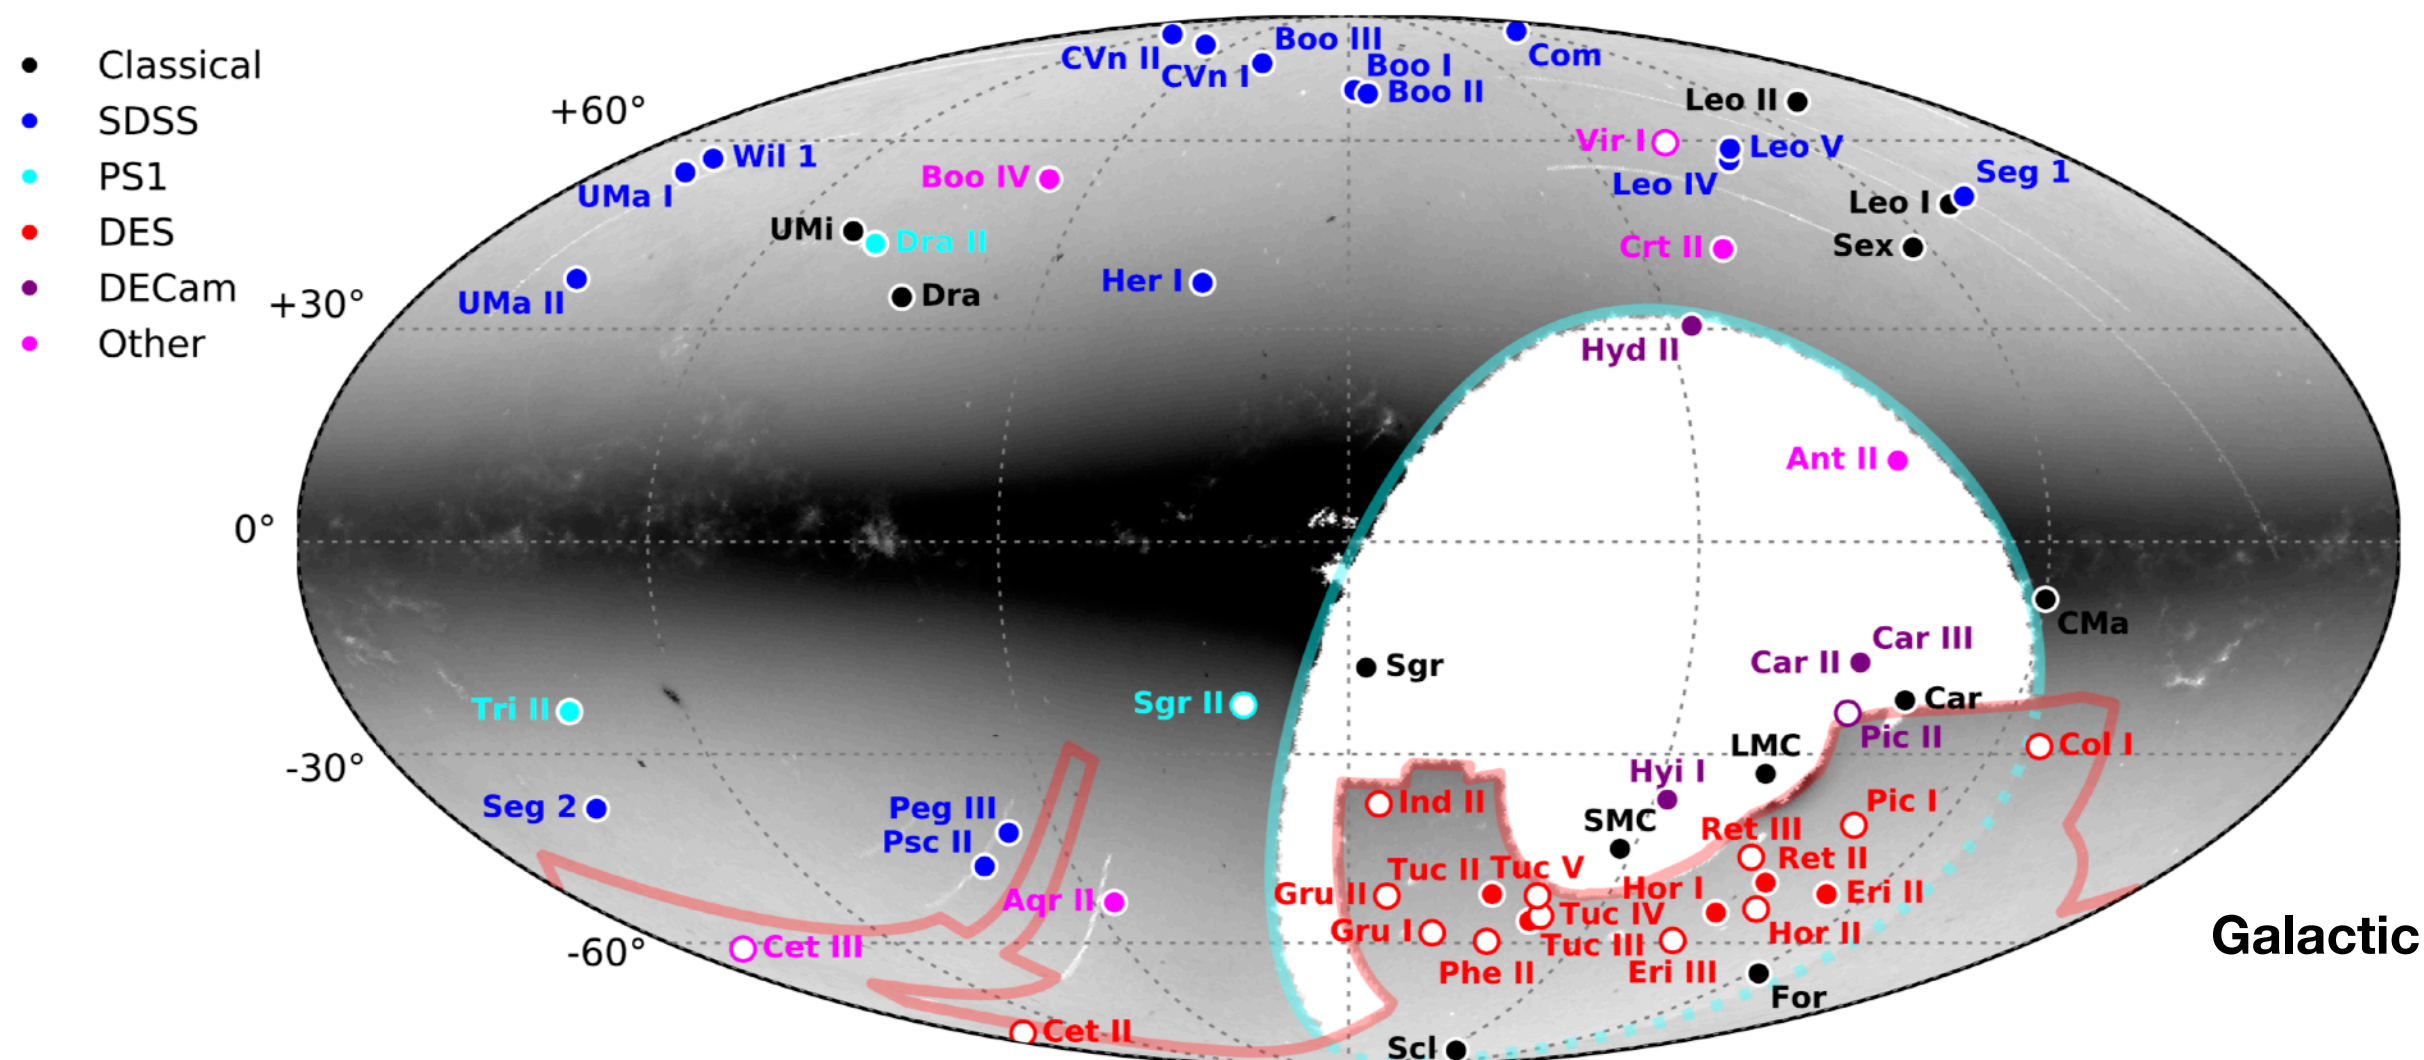 Classical
SDSS
PS1
DES
DECam
Other
+60°
+30°
0°
-30°
-60°
CVn II
CVn I
Boo III
Boo I
Boo II
Com
Leo II
Vir I
Leo V
Leo IV
Seg 1
Leo I
Sex
Crt II
Wil 1
UMa I
Boo IV
UMi
Dra II
UMa II
Dra
Her I
Hyd II
Ant II
CMa
Car III
Car II
Sgr
Car
Tri II
Sgr II
Pic II
LMC
Col I
Hyi I
Seg 2
Peg III
Psc II
Ind II
SMC
Pic I
Ret III
Ret II
Tuc II
Tuc V
Hor I
Eri II
Gru II
Aqr II
Tuc IV
Gru I
Hor II
Tuc III
Galactic
Cet III
Phe II
Eri III
For
Cet II
Scl